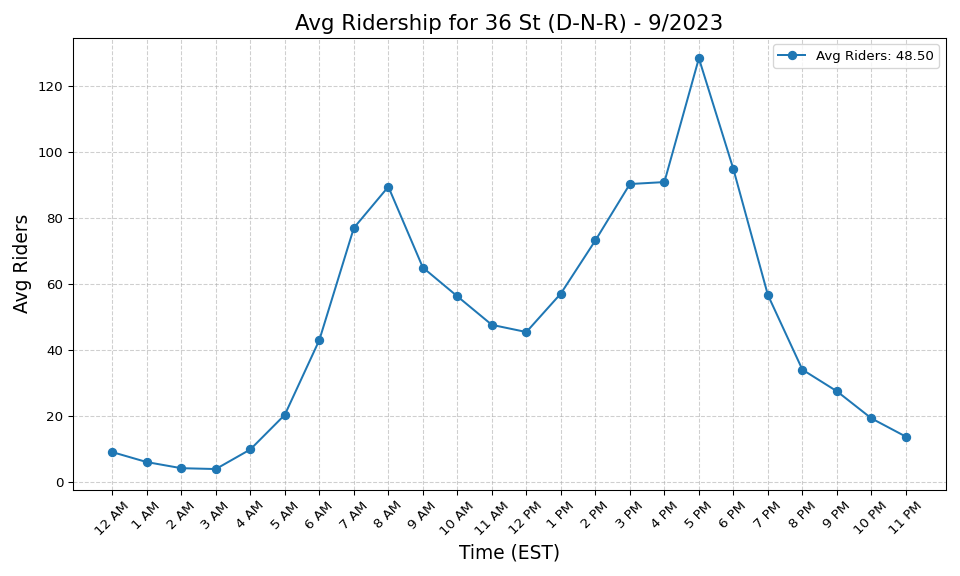 Avg Ridership for 36 St (D-N-R) - 9/2023
Avg Riders: 48.50
Avg Riders
120
100
80
60
40
20
0
12 AM
1 AM
2 AM
3 AM
4 AM
5 AM
6 AM
7 AM
8 AM
9 AM
10 AM
11 AM
12 PM
1 PM
2 PM
3 PM
4 PM
5 PM
6 PM
7 PM
8 PM
9 PM
10 PM
11 PM
Time (EST)